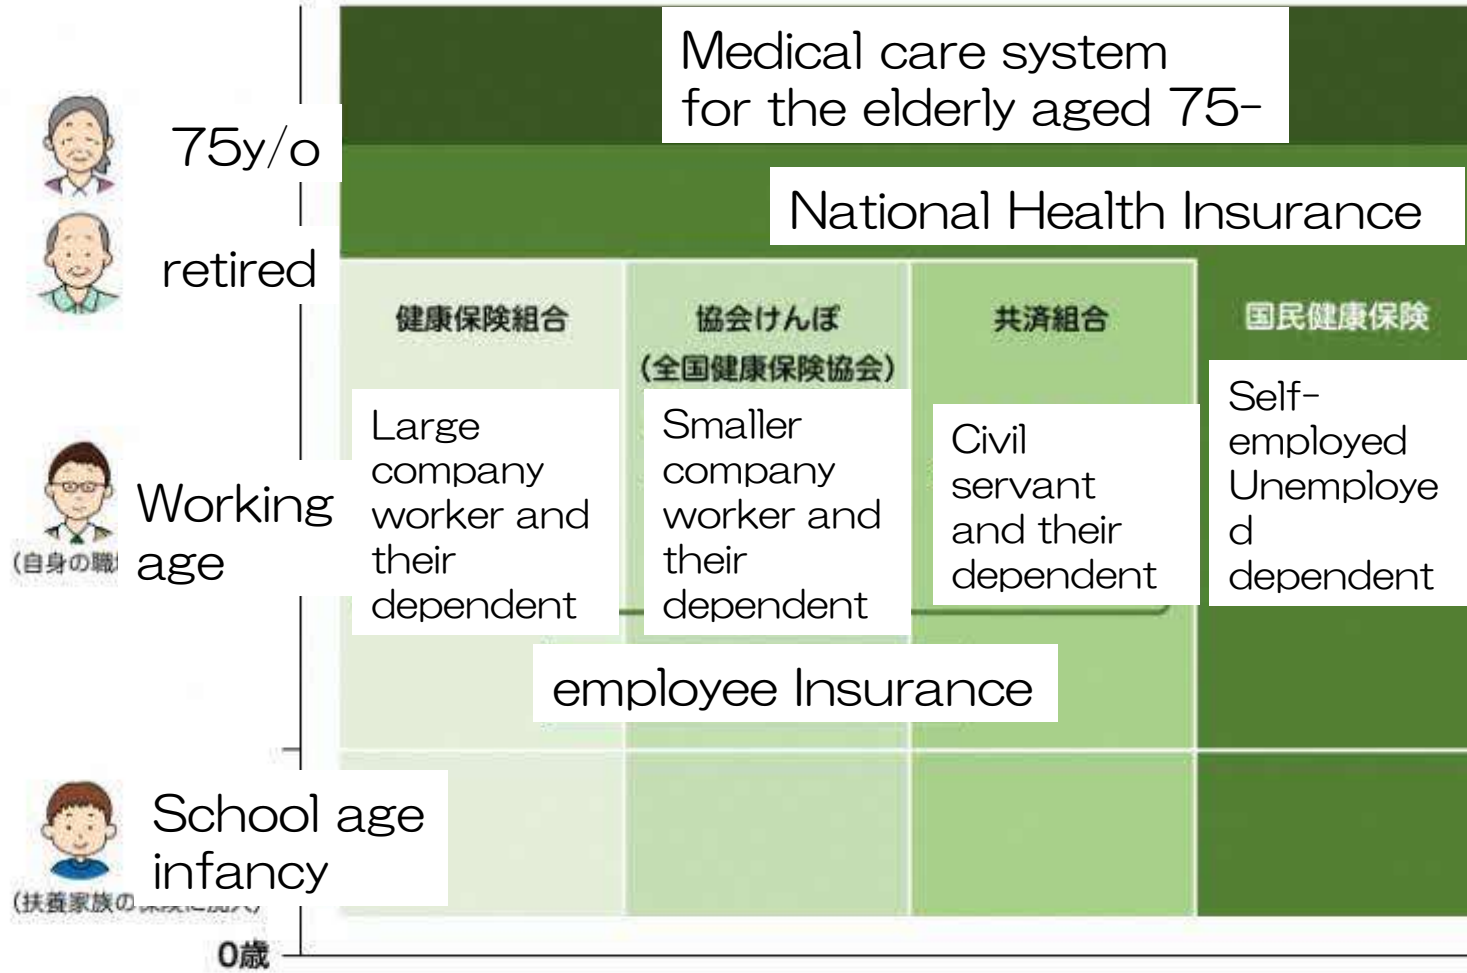 Medical care system
for the elderly aged 75-
75y/o
National Health Insurance
retired
健康保険組合
協会けんぽ
(全国健康保険協会)
共済組合
国民健康保険
Large
company
worker and
their
dependent
Smaller
company
worker and
their
dependent
Civil
servant
and their
dependent
Self-
employed
Unemploye
d
dependent
Working
age
(自身の職
employee Insurance
School age
infancy
(扶養家族の
0歳